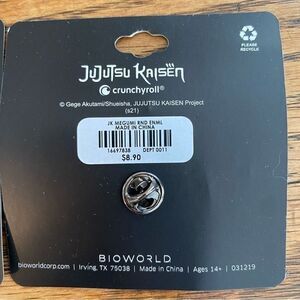 PLEASE
RECYCLE
JUJUTSU KAISEN
crunchyroll®
© Gege Akutami/Shueisha, JUJUTSU KAISEN Project
(s21)
JK MEGUMI RND ENML
MADE IN CHINA
16697838 DEPT 0011
$8.90
BIOWORLD
bioworldcorp.com | Irving, TX 75038 | Made in China | Ages 14+ | 031219